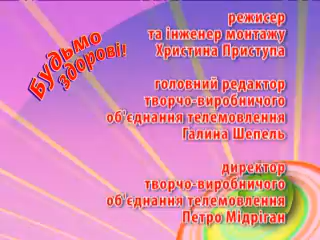 Будьмо
здорові!
режисер
та інженер монтажу
Христина Приступа
головний редактор
творчо-виробничого
об'єднання телемовлення
Галина Шепель
директор
творчо-виробничого
об'єднання телемовлення
Петро Мідріган